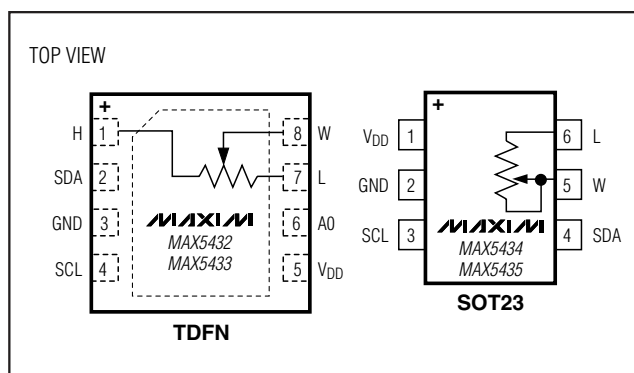 TOP VIEW
+
H 1
8 W
SDA 2
7 L
GND 3
6 A0
SCL 4
5 VDD
MAXIM
MAX5432
MAX5433
TDFN
+
VDD 1
6 L
GND 2
5 W
SCL 3
4 SDA
MAXIM
MAX5434
MAX5435
SOT23